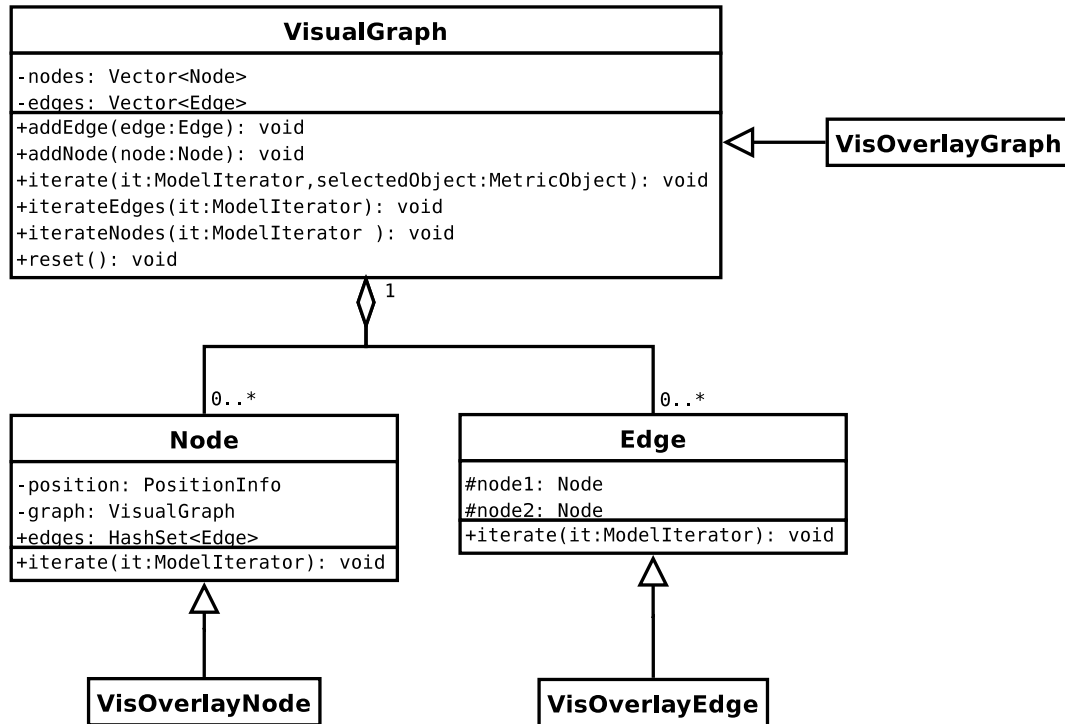 VisualGraph
-nodes: Vector<Node>
-edges: Vector<Edge>
+addEdge(edge:Edge): void
+addNode(node:Node): void
+iterate(it:ModelIterator,selectedObject:MetricObject): void
+iterateEdges(it:ModelIterator): void
+iterateNodes(it:ModelIterator ): void
+reset(): void
VisOverlayGraph
1
0..*
0..*
Node
-position: PositionInfo
-graph: VisualGraph
+edges: HashSet<Edge>
+iterate(it:ModelIterator): void
Edge
#node1: Node
#node2: Node
+iterate(it:ModelIterator): void
VisOverlayNode
VisOverlayEdge